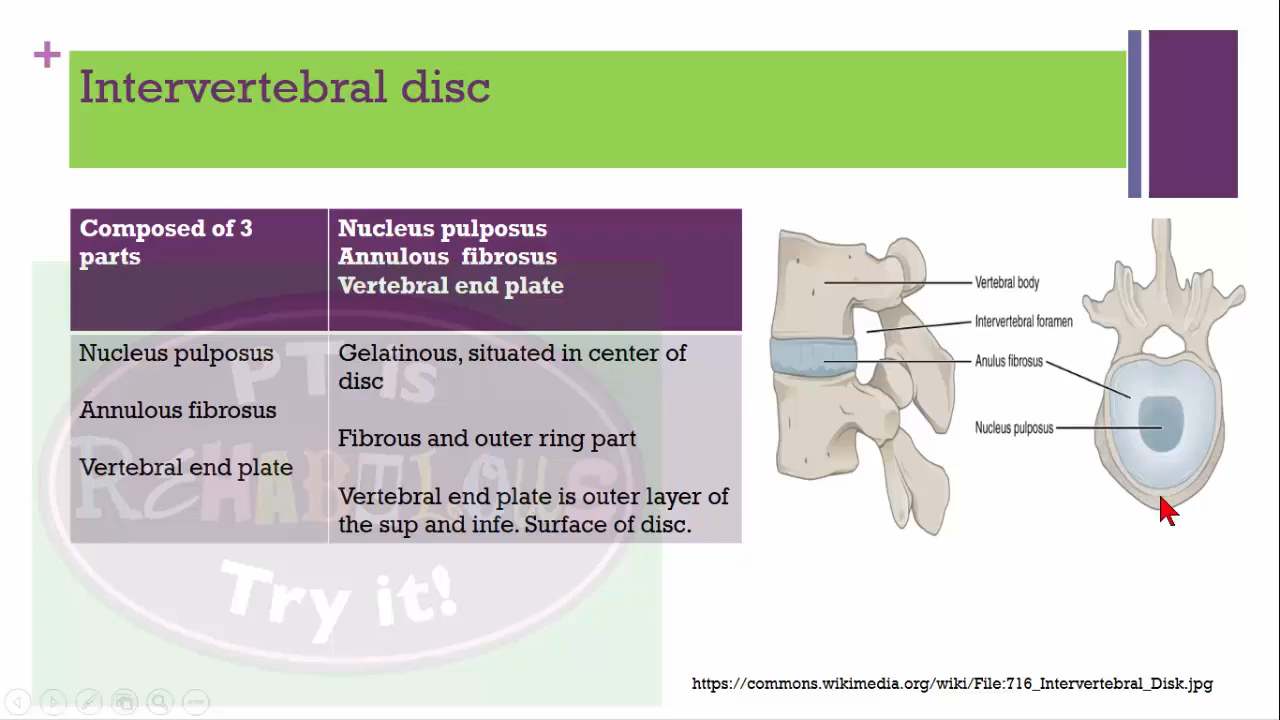 +
Intervertebral disc
Composed of 3
parts
Nucleus pulposus
Annulous fibrosus
Vertebral end plate
Nucleus pulposus
Annulous fibrosus
Vertebral end plate
Gelatinous, situated in center of
disc
Fibrous and outer ring part
Vertebral end plate is outer layer of
the sup and infe. Surface of disc.
PT is
REHABULOUS
Try it!
Vertebral body
Intervertebral foramen
Anulus fibrosus
Nucleus pulposus
https://commons.wikimedia.org/wiki/File:716_Intervertebral_Disk.jpg